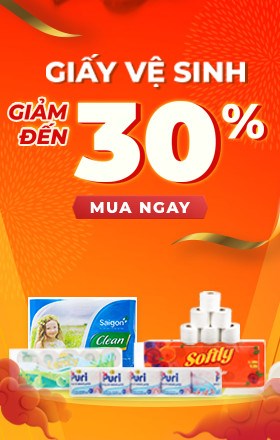 GIẤY VỆ SINH
GIẢM
ĐẾN
30%
MUA NGAY
Saigon
Clean!
Softly
Puri
Puri
Puri
Puri